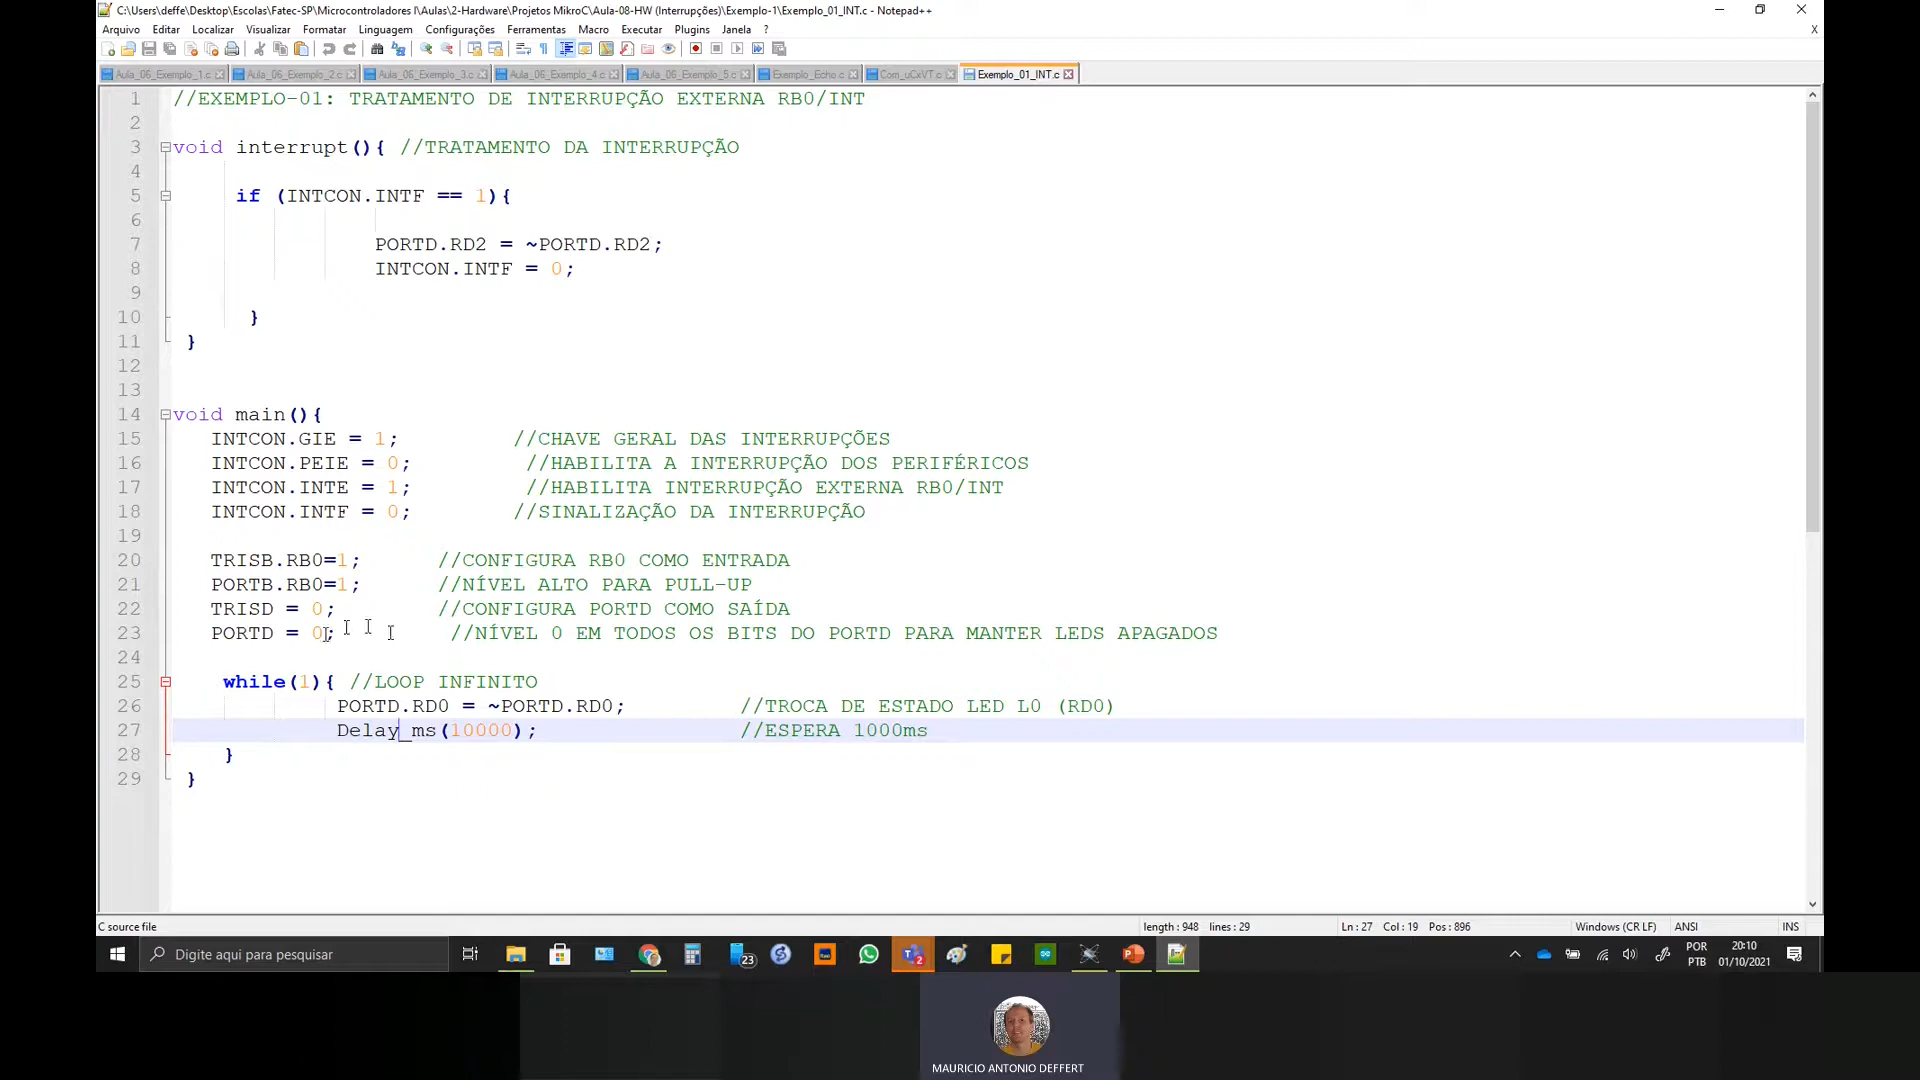 C:\Users\deffe\Desktop\Escolas\Fatec-SP\Microcontroladores I\Aulas\2-Hardware\Projetos MikroC\Aula-08-HW (Interrupções)\Exemplo-1\Exemplo_01_INT.c - Notepad++
Arquivo Editar Localizar Visualizar Formatar Linguagem Configurações Ferramentas Macro Executar Plugins Janela ? X
Aula_06_Exemplo_1.c Aula_06_Exemplo_2.c Aula_06_Exemplo_3.c Aula_06_Exemplo_4.c Aula_06_Exemplo_5.c Exemplo_Echo.c Com_uCxVT.c Exemplo_01_INT.c
1 //EXEMPLO-01: TRATAMENTO DE INTERRUPÇÃO EXTERNA RB0/INT
2
3 void interrupt(){ //TRATAMENTO DA INTERRUPÇÃO
4
5 if (INTCON.INTF == 1){
6
7 PORTD.RD2 = ~PORTD.RD2;
8 INTCON.INTF = 0;
9
10 }
11 }
12
13
14 void main(){
15 INTCON.GIE = 1; //CHAVE GERAL DAS INTERRUPÇÕES
16 INTCON.PEIE = 0; //HABILITA A INTERRUPÇÃO DOS PERIFÉRICOS
17 INTCON.INTE = 1; //HABILITA INTERRUPÇÃO EXTERNA RB0/INT
18 INTCON.INTF = 0; //SINALIZAÇÃO DA INTERRUPÇÃO
19
20 TRISB.RB0=1; //CONFIGURA RB0 COMO ENTRADA
21 PORTB.RB0=1; //NÍVEL ALTO PARA PULL-UP
22 TRISD = 0; //CONFIGURA PORTD COMO SAÍDA
23 PORTD = 0; //NÍVEL 0 EM TODOS OS BITS DO PORTD PARA MANTER LEDS APAGADOS
24
25 while(1){ //LOOP INFINITO
26 PORTD.RD0 = ~PORTD.RD0; //TROCA DE ESTADO LED L0 (RD0)
27 Delay_ms(10000); //ESPERA 1000ms
28 }
29 }
C source file length : 948 lines : 29 Ln : 27 Col : 19 Pos : 896 Windows (CR LF) ANSI INS
Digite aqui para pesquisar 23 2 POR PTB 20:10 01/10/2021
MAURICIO ANTONIO DEFFERT